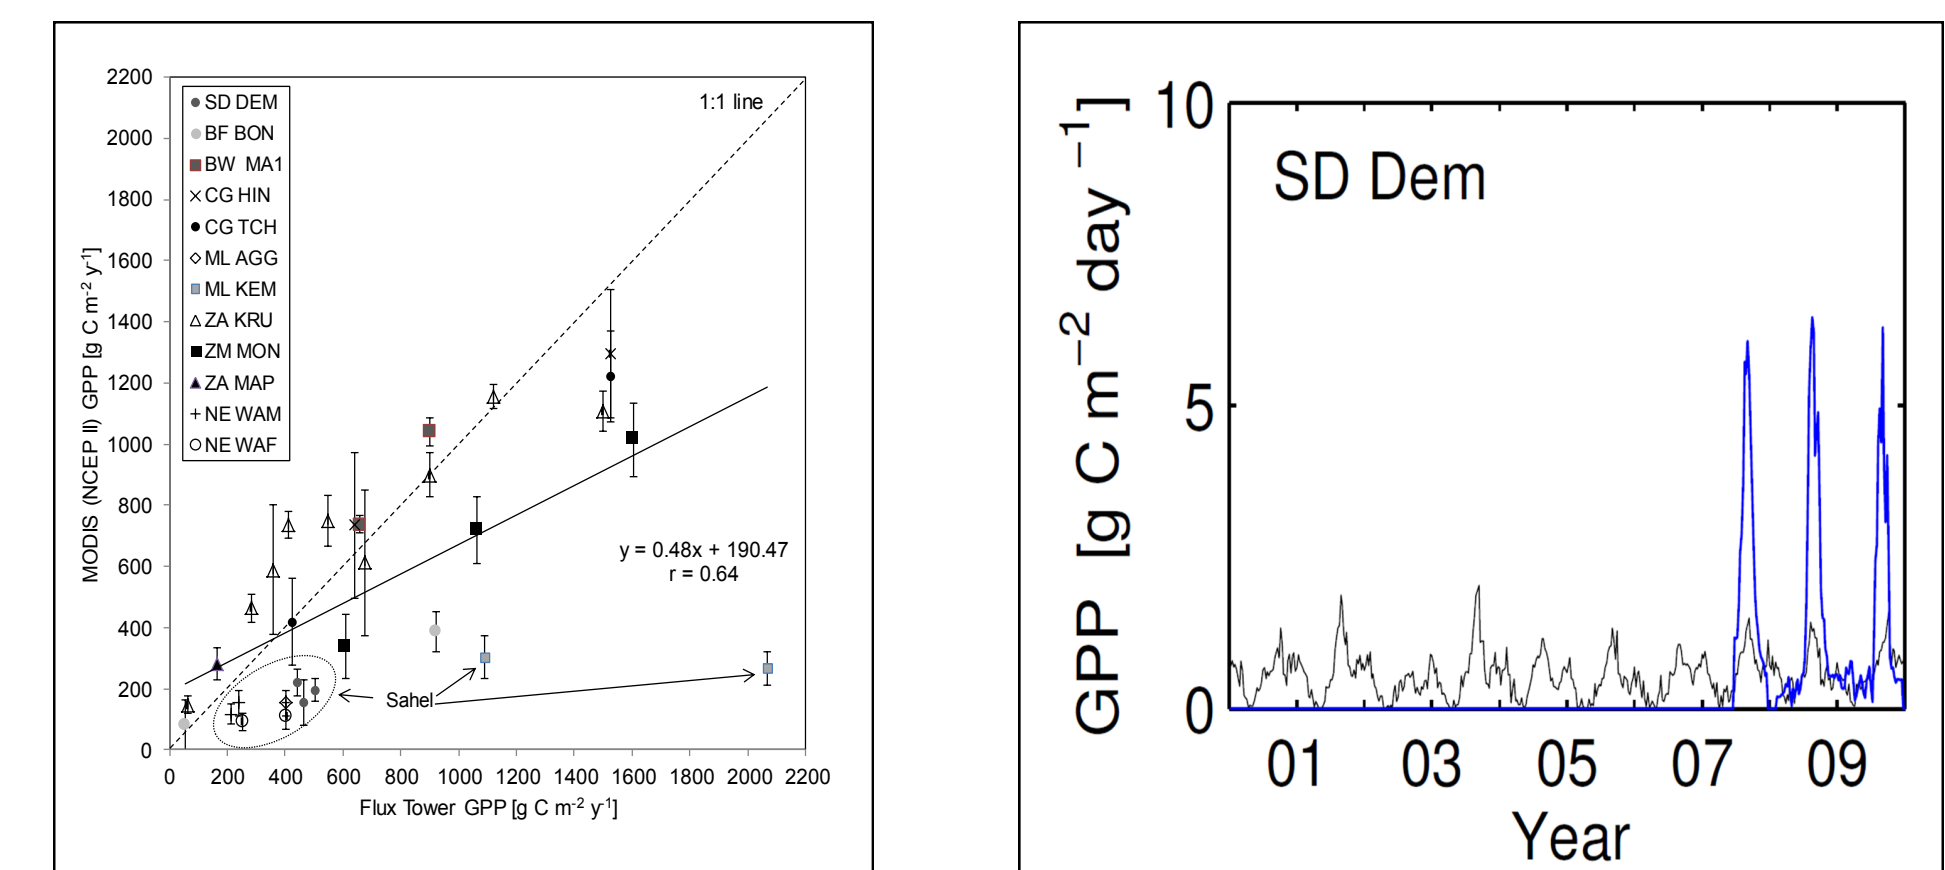 2200
2000
1800
1600
1400
1200
1000
800
600
400
200
0
MODIS (NCEP II) GPP [g C m-2 y-1]
SD DEM
BF BON
BW MA1
CG HIN
CG TCH
ML AGG
ML KEM
ZA KRU
ZM MON
ZA MAP
NE WAM
NE WAF
1:1 line
y = 0.48x + 190.47
r = 0.64
Sahel
0 200 400 600 800 1000 1200 1400 1600 1800 2000 2200
Flux Tower GPP [g C m-2 y-1]
GPP [g C m−2 day −1]
10
5
0
SD Dem
01 03 05 07 09
Year